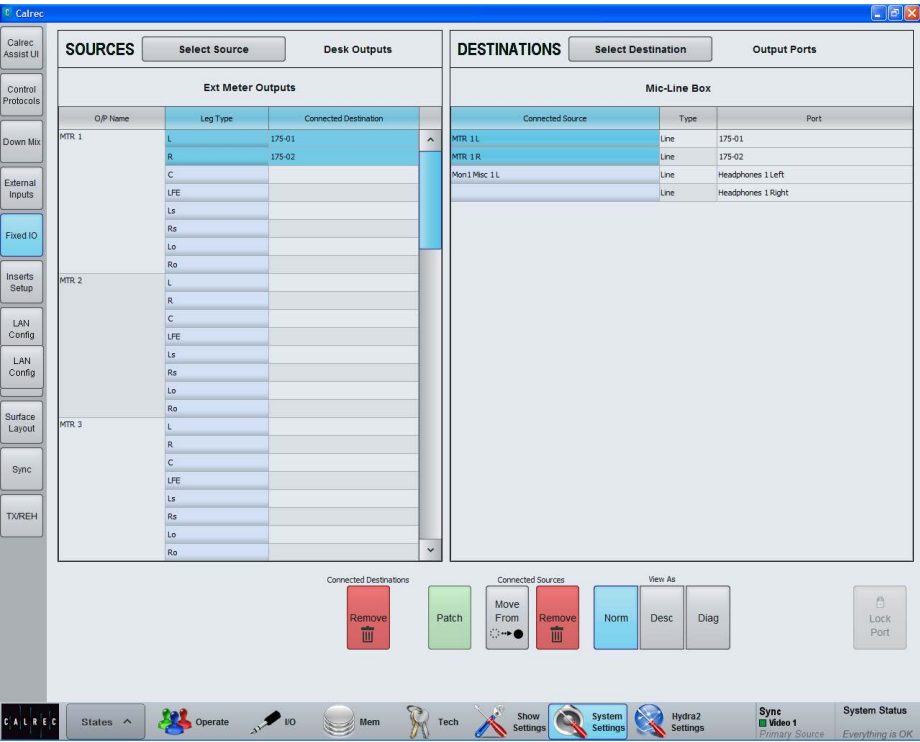 Calrec
Calrec
Assist UI
Control
Protocols
Down Mix
External
Inputs
Fixed IO
Inserts
Setup
LAN
Config
LAN
Config
Surface
Layout
Sync
TX/REH
SOURCES
Select Source
Desk Outputs
Ext Meter Outputs
O/P Name
Leg Type
Connected Destination
MTR 1
L
175-01
R
175-02
C
LFE
Ls
Rs
Lo
Ro
MTR 2
L
R
C
LFE
Ls
Rs
Lo
Ro
MTR 3
L
R
C
LFE
Ls
Rs
Lo
Ro
DESTINATIONS
Select Destination
Output Ports
Mic-Line Box
Connected Source
Type
Port
MTR 1 L
Line
175-01
MTR 1 R
Line
175-02
Mon1 Misc 1 L
Line
Headphones 1 Left
Line
Headphones 1 Right
Connected Destinations
Remove
Patch
Connected Sources
Move
From
Remove
View As
Norm
Desc
Diag
Lock
Port
CALREC
States
Operate
I/O
Mem
Tech
Show
Settings
System
Settings
Hydra2
Settings
Sync
Video 1
Primary Source
System Status
Everything is OK